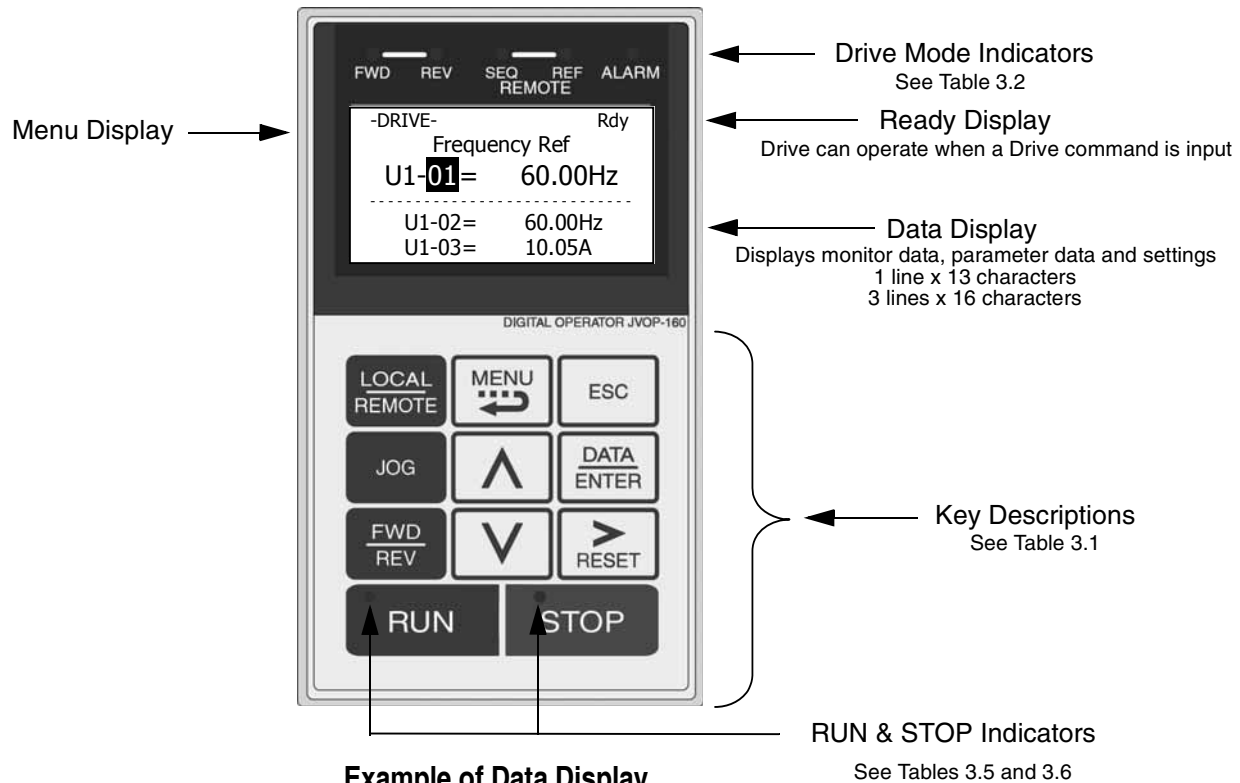 FWD REV SEQ REF ALARM
REMOTE
Drive Mode Indicators
See Table 3.2
Menu Display
-DRIVE- Rdy
Frequency Ref
U1-01= 60.00Hz
U1-02= 60.00Hz
U1-03= 10.05A
Ready Display
Drive can operate when a Drive command is input
Data Display
Displays monitor data, parameter data and settings
1 line x 13 characters
3 lines x 16 characters
DIGITAL OPERATOR JVOP-160
LOCAL
REMOTE
MENU
ESC
JOG
DATA
ENTER
FWD
REV
RESET
RUN
STOP
Key Descriptions
See Table 3.1
RUN & STOP Indicators
See Tables 3.5 and 3.6
Example of Data Display